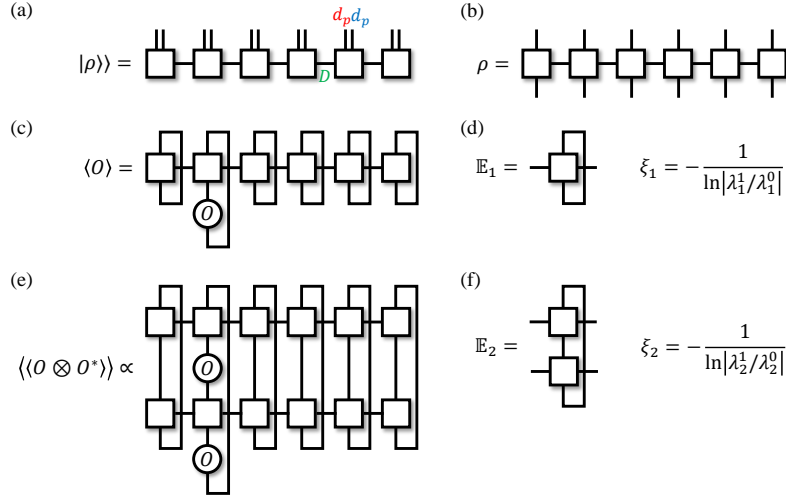 (a)
|ρ⟩⟩ =
d_p d_p
D
(b)
ρ =
(c)
⟨O⟩ =
O
(d)
𝔼₁ =
ξ₁ = − 1 / ln|λ₁¹/λ₁⁰|
(e)
⟨⟨O ⊗ O*⟩⟩ ∝
O
O
(f)
𝔼₂ =
ξ₂ = − 1 / ln|λ₂¹/λ₂⁰|